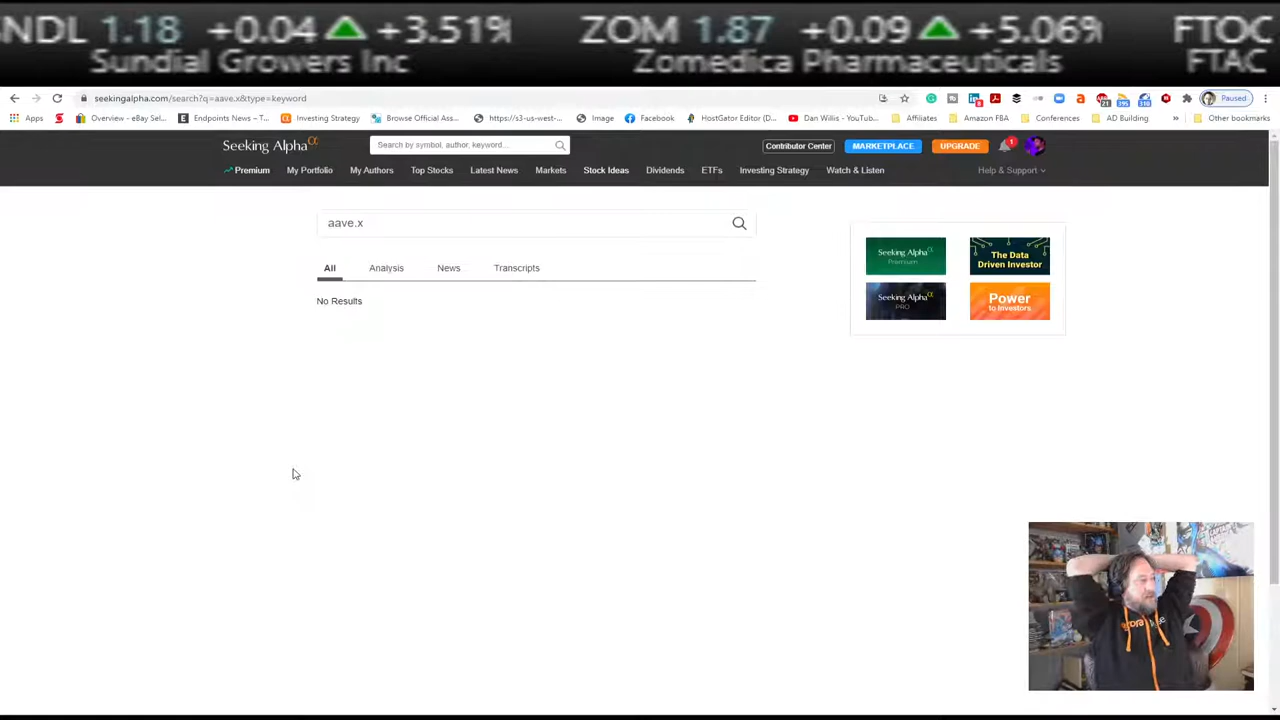 SNDL 1.18 +0.04 +3.51% ZOM 1.87 +0.09 +5.06% FTOC
Sundial Growers Inc Zomedica Pharmaceuticals FTAC
seekingalpha.com/search?q=aave.x&type=keyword Paused
Apps Overview - eBay Sel... Endpoints News – T... Investing Strategy Browse Official Ass... https://s3-us-west-... Image Facebook HostGator Editor (D... Dan Willis - YouTub... Affiliates Amazon FBA Conferences AD Building » Other bookmarks
Seeking Alpha α Search by symbol, author, keyword... Contributor Center MARKETPLACE UPGRADE 1
Premium My Portfolio My Authors Top Stocks Latest News Markets Stock Ideas Dividends ETFs Investing Strategy Watch & Listen Help & Support
aave.x
Seeking Alpha α
Premium
The Data
Driven Investor
All Analysis News Transcripts
Seeking Alpha α
PRO
Power
to Investors
No Results